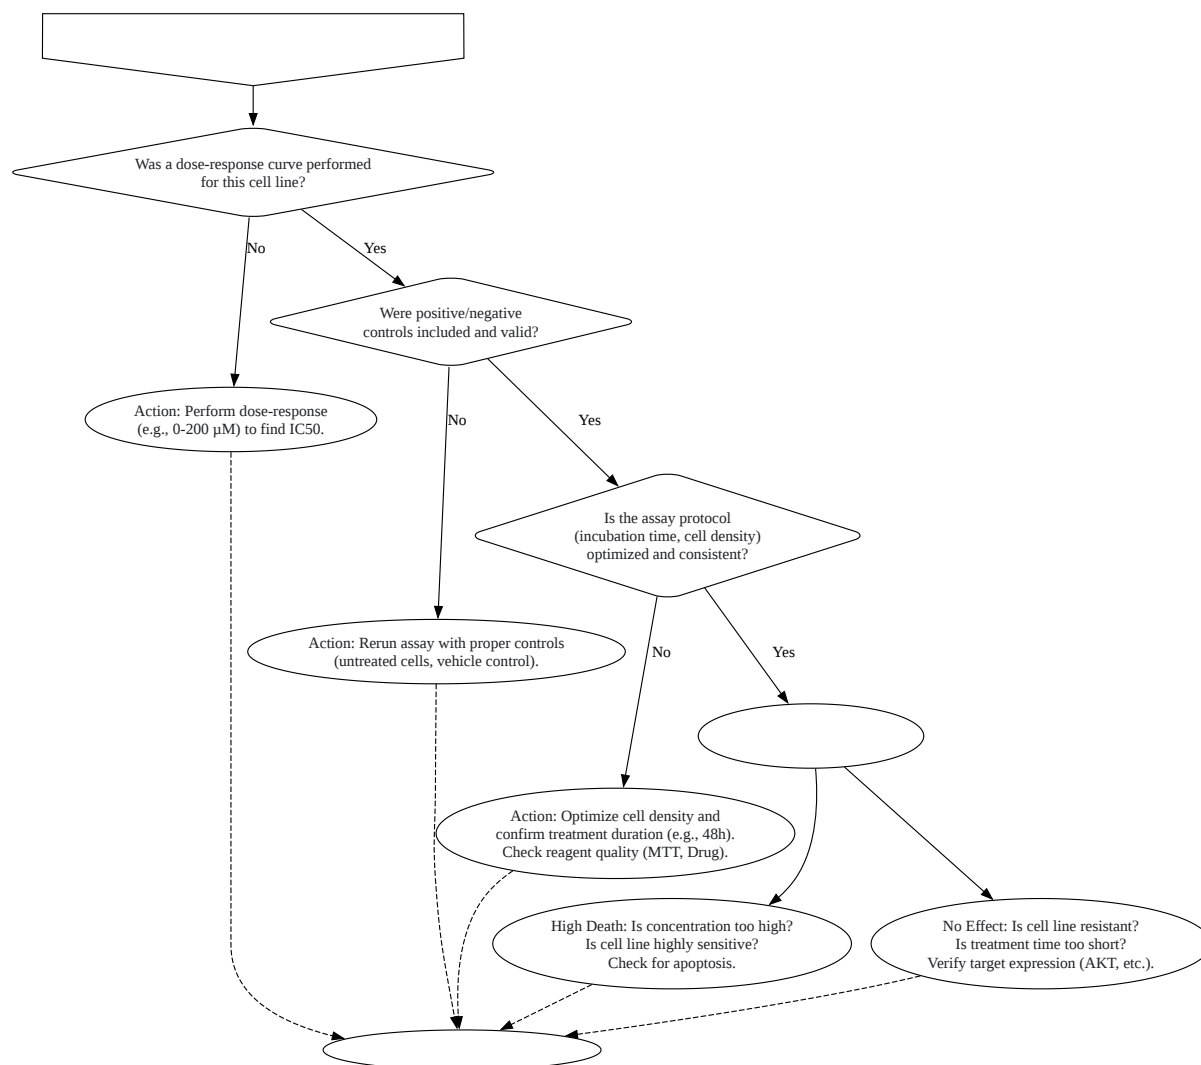 Was a dose-response curve performed
for this cell line?
No
Yes
Were positive/negative
controls included and valid?
Action: Perform dose-response
(e.g., 0-200 µM) to find IC50.
No
Yes
Is the assay protocol
(incubation time, cell density)
optimized and consistent?
Action: Rerun assay with proper controls
(untreated cells, vehicle control).
No
Yes
Action: Optimize cell density and
confirm treatment duration (e.g., 48h).
Check reagent quality (MTT, Drug).
High Death: Is concentration too high?
Is cell line highly sensitive?
Check for apoptosis.
No Effect: Is cell line resistant?
Is treatment time too short?
Verify target expression (AKT, etc.).